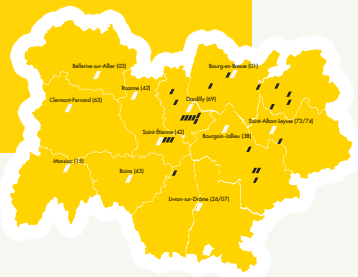 Bellerive-sur-Allier (03)
Bourg-en-Bresse (01)
Roanne (42)
Clermont-Ferrand (63)
Dardilly (69)
Saint-Alban-Leysse (73/74)
Saint-Étienne (42)
Bourgoin-Jallieu (38)
Massiac (15)
Bains (43)
Livron-sur-Drôme (26/07)